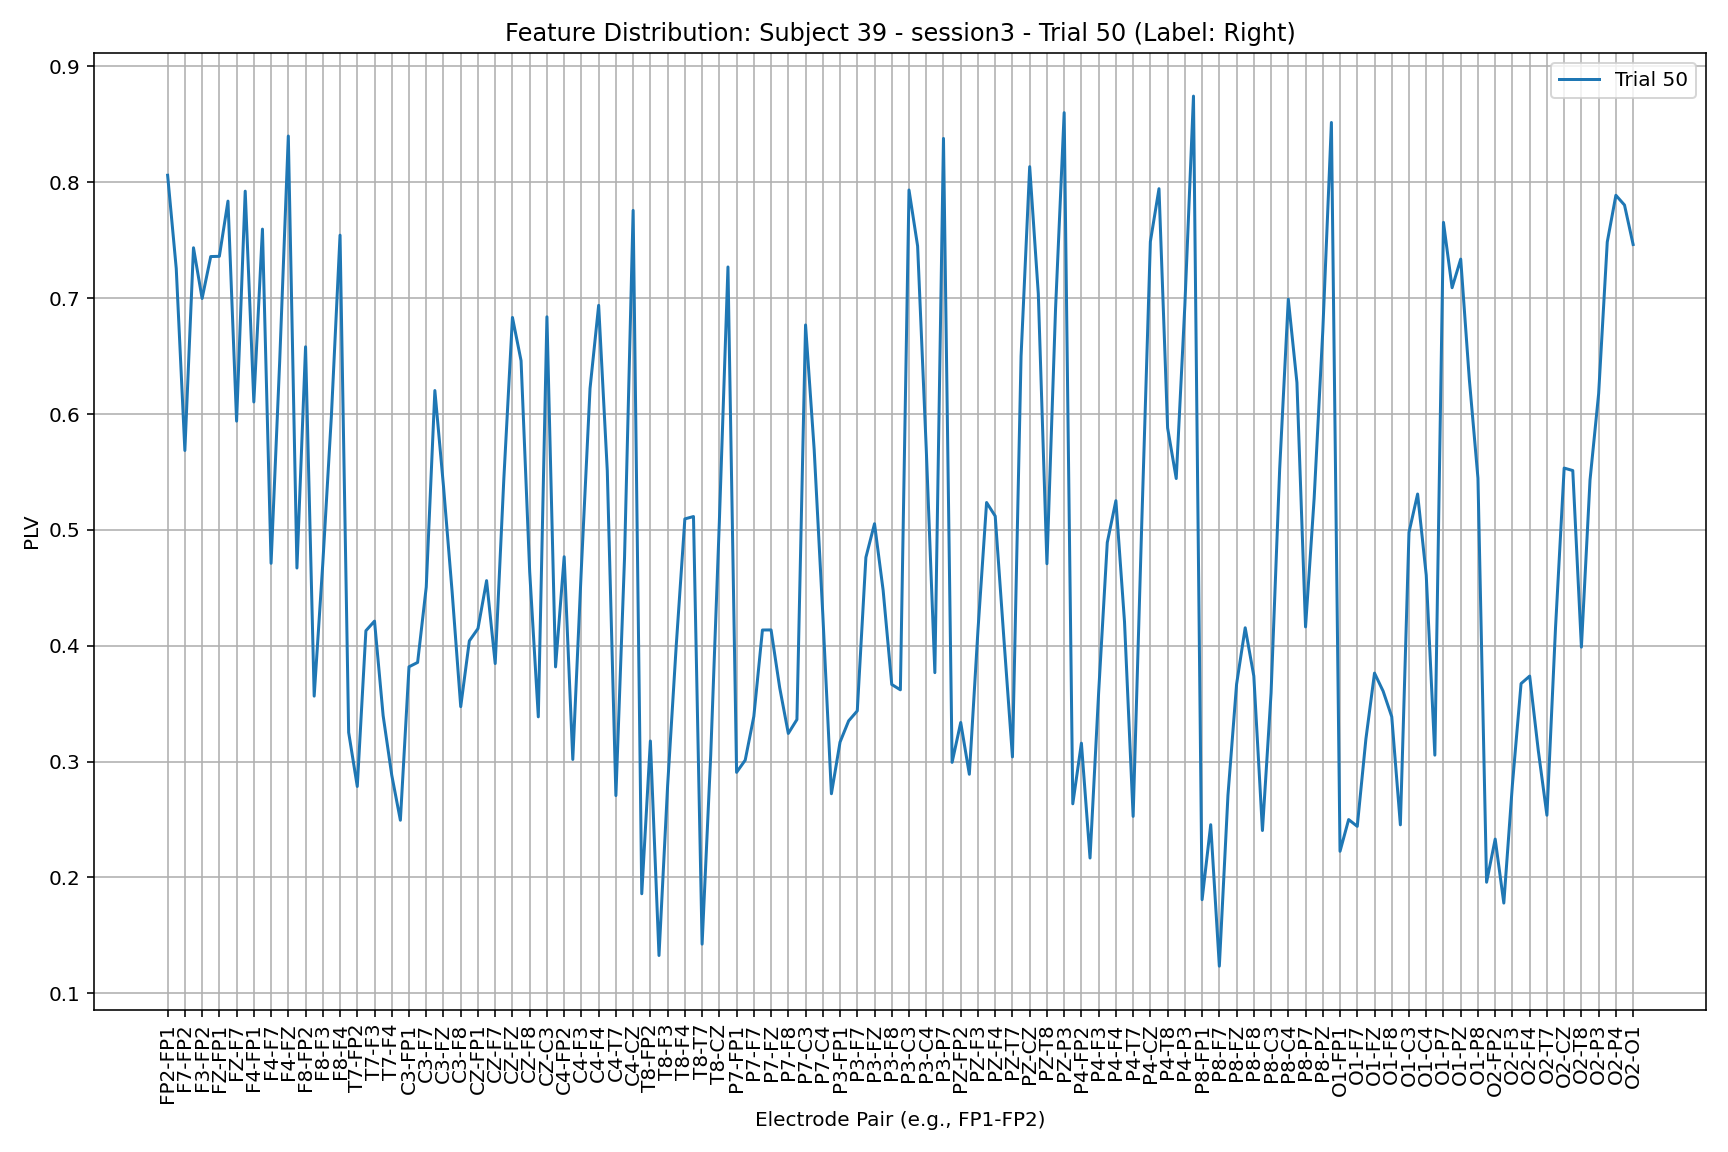 Feature Distribution: Subject 39 - session3 - Trial 50 (Label: Right)
Trial 50
PLV
0.9
0.8
0.7
0.6
0.5
0.4
0.3
0.2
0.1
FP2-FP1
F7-FP2
F3-FP2
FZ-FP1
FZ-F7
F4-FP1
F4-F7
F4-FZ
F8-FP2
F8-F3
F8-F4
T7-FP2
T7-F3
T7-F4
C3-FP1
C3-F7
C3-FZ
C3-F8
CZ-FP1
CZ-F7
CZ-FZ
CZ-F8
CZ-C3
C4-FP2
C4-F3
C4-F4
C4-T7
C4-CZ
T8-FP2
T8-F3
T8-F4
T8-T7
T8-CZ
P7-FP1
P7-F7
P7-FZ
P7-F8
P7-C3
P7-C4
P3-FP1
P3-F7
P3-FZ
P3-F8
P3-C3
P3-C4
P3-P7
PZ-FP2
PZ-F3
PZ-F4
PZ-T7
PZ-CZ
PZ-T8
PZ-P3
P4-FP2
P4-F3
P4-F4
P4-T7
P4-CZ
P4-T8
P4-P3
P8-FP1
P8-F7
P8-FZ
P8-F8
P8-C3
P8-C4
P8-P7
P8-PZ
O1-FP1
O1-F7
O1-FZ
O1-F8
O1-C3
O1-C4
O1-P7
O1-PZ
O1-P8
O2-FP2
O2-F3
O2-F4
O2-T7
O2-CZ
O2-T8
O2-P3
O2-P4
O2-O1
Electrode Pair (e.g., FP1-FP2)